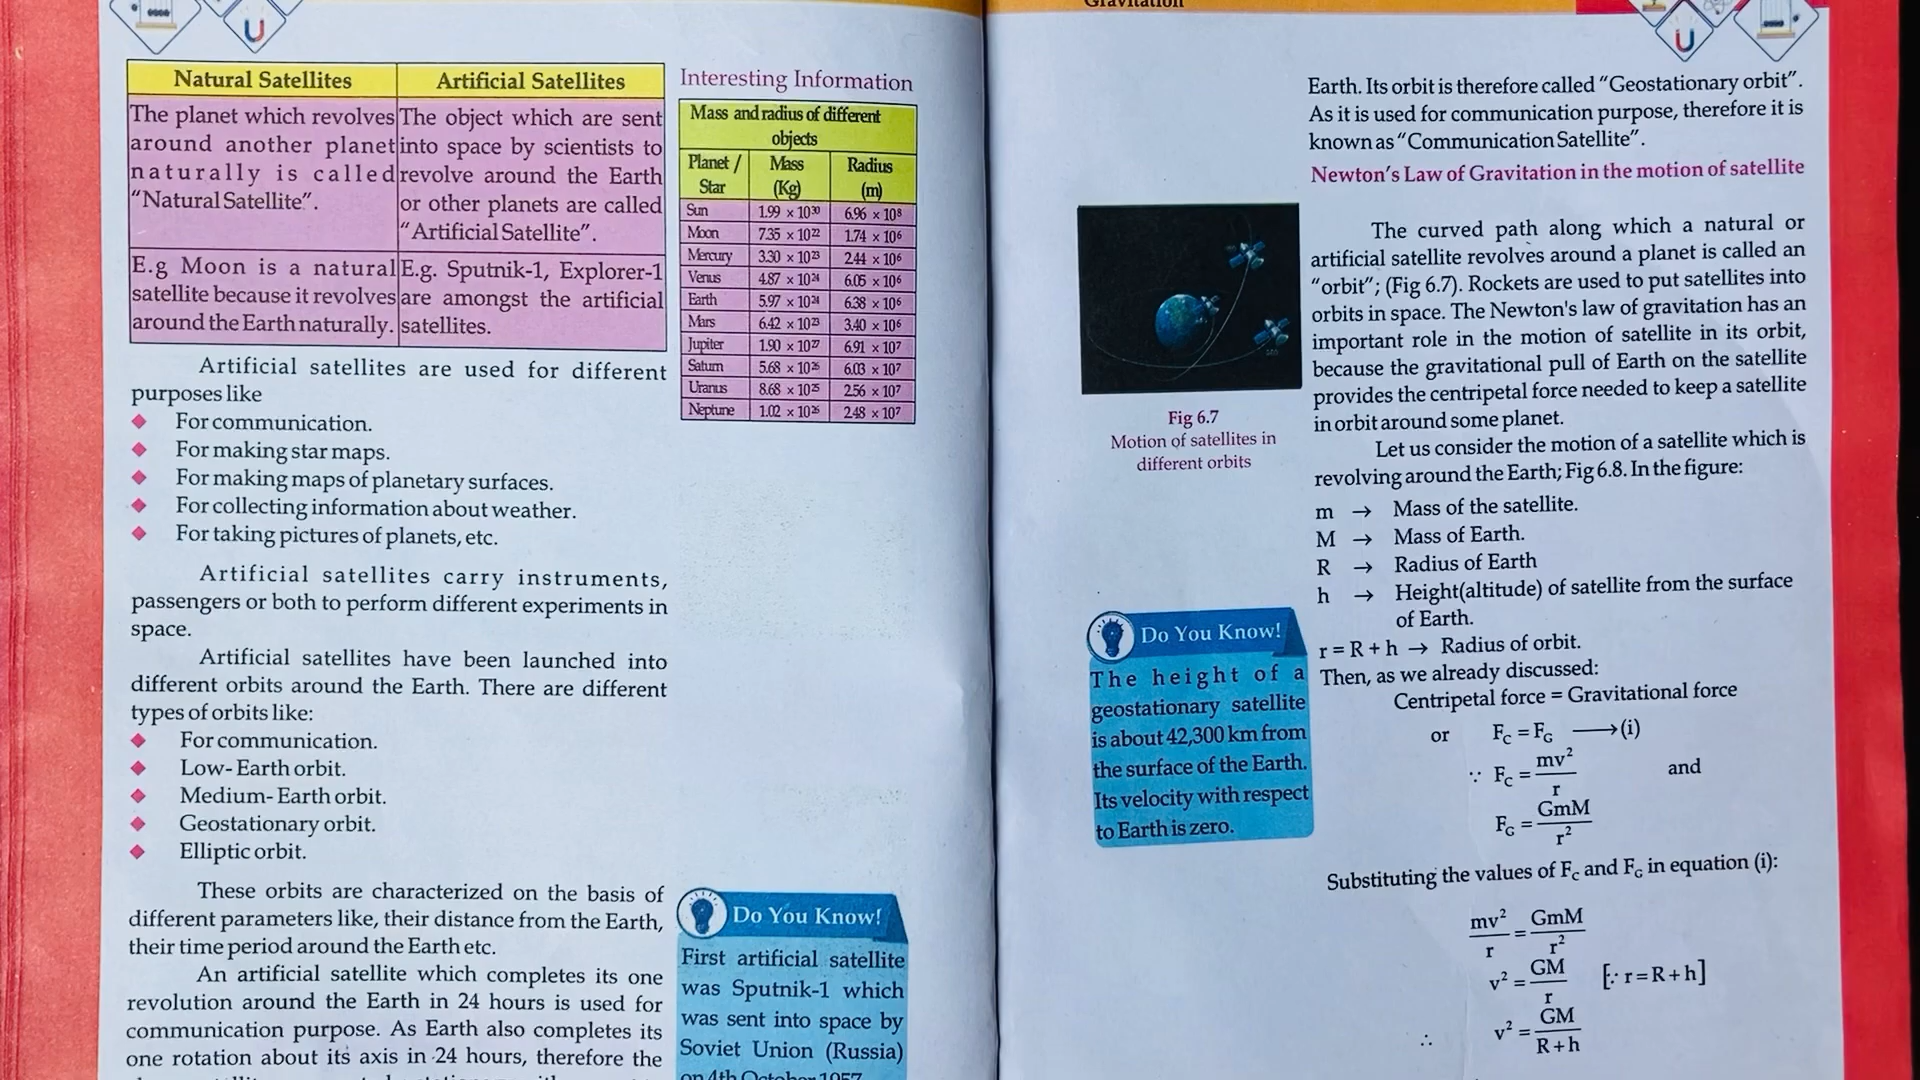 Natural Satellites
Artificial Satellites
The planet which revolves
around another planet
naturally is called
“Natural Satellite”.
The object which are sent
into space by scientists to
revolve around the Earth
or other planets are called
“Artificial Satellite”.
E.g Moon is a natural
satellite because it revolves
around the Earth naturally.
E.g. Sputnik-1, Explorer-1
are amongst the artificial
satellites.
Artificial satellites are used for different
purposes like
For communication.
For making star maps.
For making maps of planetary surfaces.
For collecting information about weather.
For taking pictures of planets, etc.
Artificial satellites carry instruments,
passengers or both to perform different experiments in
space.
Artificial satellites have been launched into
different orbits around the Earth. There are different
types of orbits like:
For communication.
Low- Earth orbit.
Medium- Earth orbit.
Geostationary orbit.
Elliptic orbit.
These orbits are characterized on the basis of
different parameters like, their distance from the Earth,
their time period around the Earth etc.
An artificial satellite which completes its one
revolution around the Earth in 24 hours is used for
communication purpose. As Earth also completes its
one rotation about its axis in 24 hours, therefore the
Interesting Information
Mass and radius of different
objects
Planet / Star | Mass (Kg) | Radius (m)
Sun 1.99 × 10³⁰ 6.96 × 10⁸
Moon 7.35 × 10²² 1.74 × 10⁶
Mercury 3.30 × 10²³ 2.44 × 10⁶
Venus 4.87 × 10²⁴ 6.05 × 10⁶
Earth 5.97 × 10²⁴ 6.38 × 10⁶
Mars 6.42 × 10²³ 3.40 × 10⁶
Jupiter 1.90 × 10²⁷ 6.91 × 10⁷
Saturn 5.68 × 10²⁶ 6.03 × 10⁷
Uranus 8.68 × 10²⁵ 2.56 × 10⁷
Neptune 1.02 × 10²⁶ 2.48 × 10⁷
Do You Know!
First artificial satellite
was Sputnik-1 which
was sent into space by
Soviet Union (Russia)
on 4th October 1957
Gravitation
Earth. Its orbit is therefore called “Geostationary orbit”.
As it is used for communication purpose, therefore it is
known as “Communication Satellite”.
Newton’s Law of Gravitation in the motion of satellite
The curved path along which a natural or
artificial satellite revolves around a planet is called an
“orbit”; (Fig 6.7). Rockets are used to put satellites into
orbits in space. The Newton's law of gravitation has an
important role in the motion of satellite in its orbit,
because the gravitational pull of Earth on the satellite
provides the centripetal force needed to keep a satellite
in orbit around some planet.
Let us consider the motion of a satellite which is
revolving around the Earth; Fig 6.8. In the figure:
m → Mass of the satellite.
M → Mass of Earth.
R → Radius of Earth
h → Height(altitude) of satellite from the surface
of Earth.
r = R + h → Radius of orbit.
Then, as we already discussed:
Centripetal force = Gravitational force
or F_C = F_G ⟶ (i)
∵ F_C = mv²/r and
F_G = GmM/r²
Substituting the values of F_C and F_G in equation (i):
mv²/r = GmM/r²
v² = GM/r [∵ r = R + h]
∴ v² = GM/(R + h)
Fig 6.7
Motion of satellites in
different orbits
Do You Know!
The height of a
geostationary satellite
is about 42,300 km from
the surface of the Earth.
Its velocity with respect
to Earth is zero.